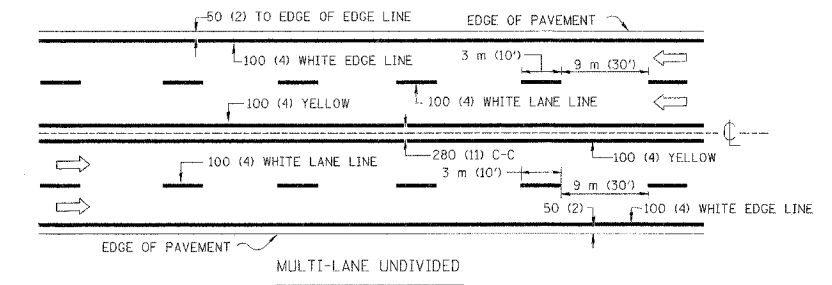 50 (2) TO EDGE OF EDGE LINE
EDGE OF PAVEMENT
100 (4) WHITE EDGE LINE
3 m (10')
9 m (30')
100 (4) YELLOW
100 (4) WHITE LANE LINE
℄
100 (4) WHITE LANE LINE
280 (11) C-C
100 (4) YELLOW
3 m (10')
9 m (30')
50 (2)
100 (4) WHITE EDGE LINE
EDGE OF PAVEMENT
MULTI-LANE UNDIVIDED